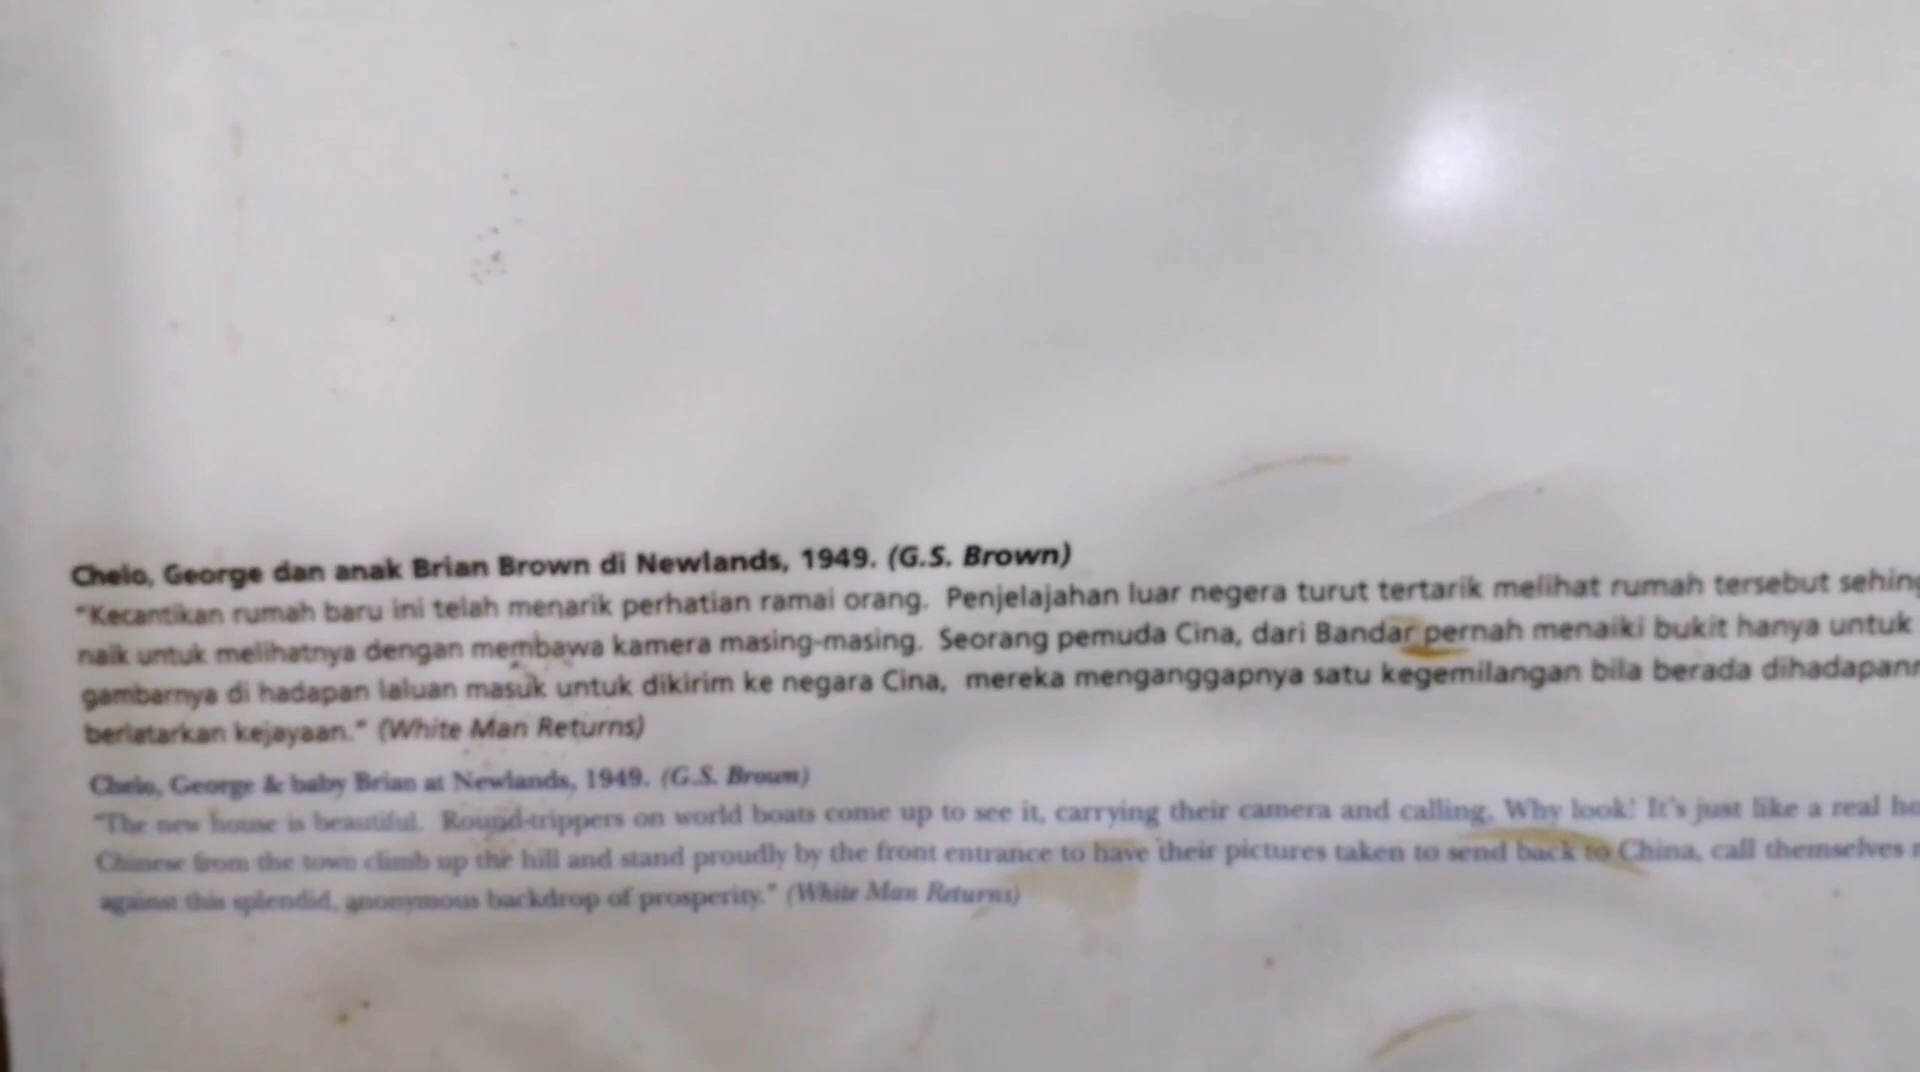 Chelo, George dan anak Brian Brown di Newlands, 1949. (G.S. Brown)
"Kecantikan rumah baru ini telah menarik perhatian ramai orang. Penjelajahan luar negera turut tertarik melihat rumah tersebut
naik untuk melihatnya dengan membawa kamera masing-masing. Seorang pemuda Cina, dari Bandar pernah menaiki bukit hanya untuk
gambarnya di hadapan laluan masuk untuk dikirim ke negara Cina, mereka menganggapnya satu kegemilangan bila berada
berlatarkan kejayaan." (White Man Returns)
Chelo, George & baby Brian at Newlands, 1949. (G.S. Brown)
"The new house is beautiful. Round-trippers on world boats come up to see it, carrying their camera and calling, Why look! It's just like a real
Chinese from the town climb up the hill and stand proudly by the front entrance to have their pictures taken to send back to China, call themselves
against this splendid, anonymous backdrop of prosperity." (White Man Returns)